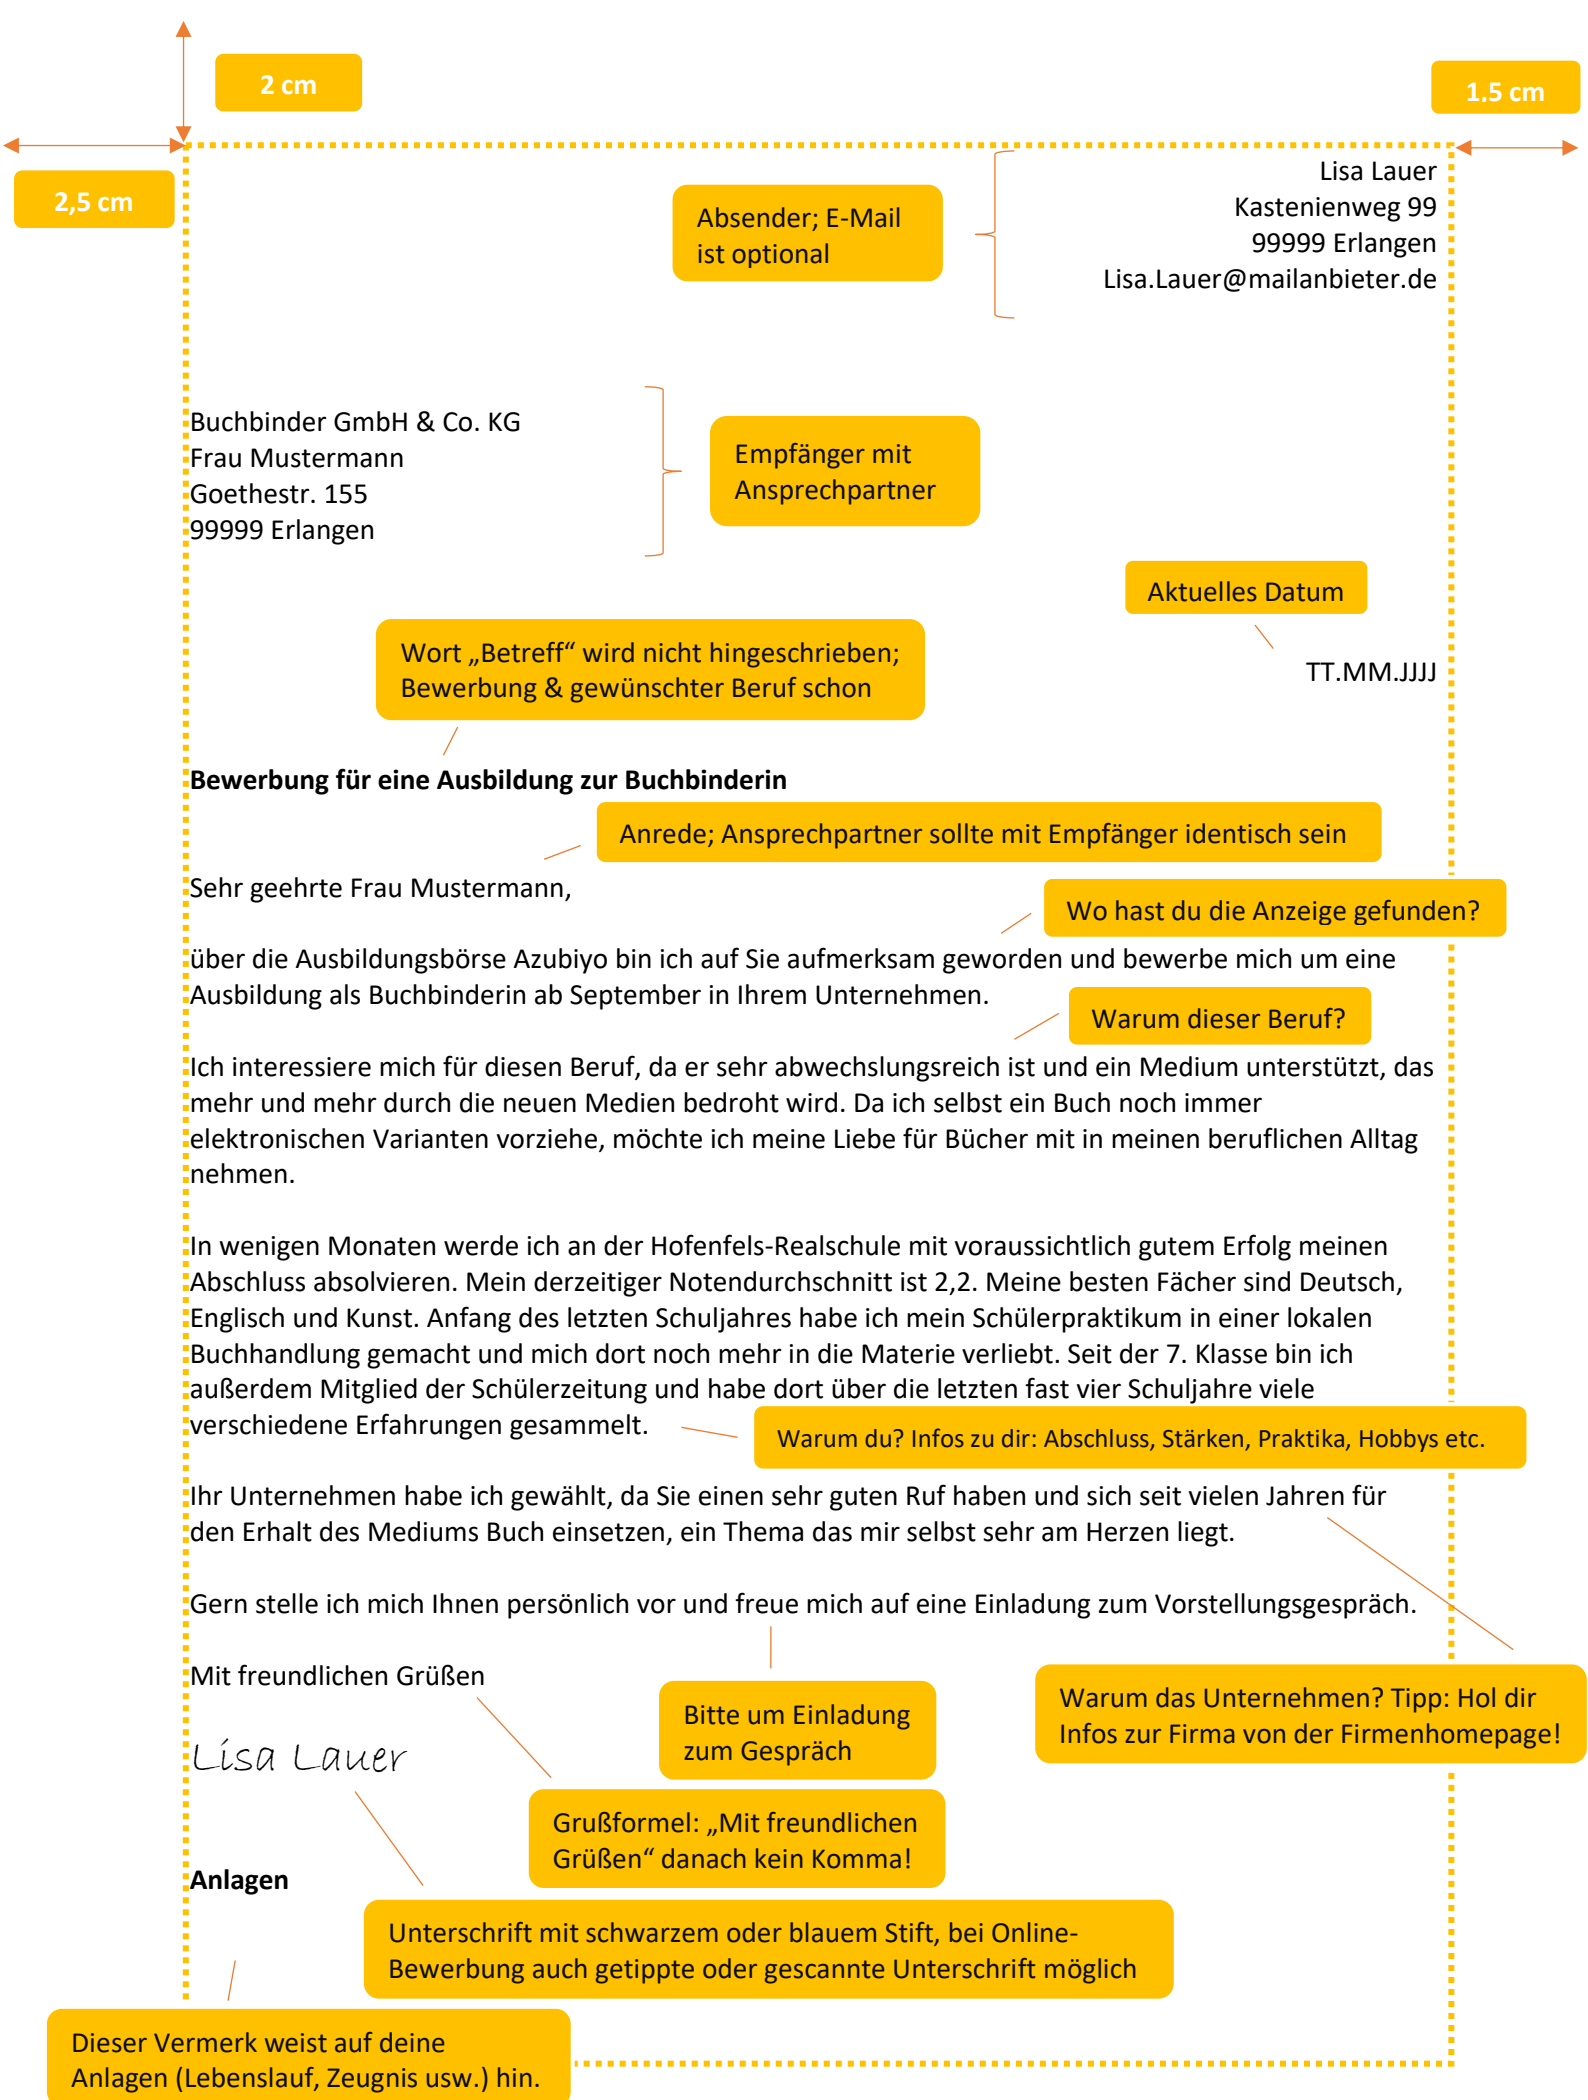 2 cm
1,5 cm
2,5 cm
Lisa Lauer
Kastenienweg 99
99999 Erlangen
Lisa.Lauer@mailanbieter.de
Absender; E-Mail
ist optional
Buchbinder GmbH & Co. KG
Frau Mustermann
Goethestr. 155
99999 Erlangen
Empfänger mit
Ansprechpartner
Aktuelles Datum
TT.MM.JJJJ
Wort „Betreff“ wird nicht hingeschrieben;
Bewerbung & gewünschter Beruf schon
Bewerbung für eine Ausbildung zur Buchbinderin
Anrede; Ansprechpartner sollte mit Empfänger identisch sein
Sehr geehrte Frau Mustermann,
Wo hast du die Anzeige gefunden?
über die Ausbildungsbörse Azubiyo bin ich auf Sie aufmerksam geworden und bewerbe mich um eine
Ausbildung als Buchbinderin ab September in Ihrem Unternehmen.
Warum dieser Beruf?
Ich interessiere mich für diesen Beruf, da er sehr abwechslungsreich ist und ein Medium unterstützt, das
mehr und mehr durch die neuen Medien bedroht wird. Da ich selbst ein Buch noch immer
elektronischen Varianten vorziehe, möchte ich meine Liebe für Bücher mit in meinen beruflichen Alltag
nehmen.
In wenigen Monaten werde ich an der Hofenfels-Realschule mit voraussichtlich gutem Erfolg meinen
Abschluss absolvieren. Mein derzeitiger Notendurchschnitt ist 2,2. Meine besten Fächer sind Deutsch,
Englisch und Kunst. Anfang des letzten Schuljahres habe ich mein Schülerpraktikum in einer lokalen
Buchhandlung gemacht und mich dort noch mehr in die Materie verliebt. Seit der 7. Klasse bin ich
außerdem Mitglied der Schülerzeitung und habe dort über die letzten fast vier Schuljahre viele
verschiedene Erfahrungen gesammelt.
Warum du? Infos zu dir: Abschluss, Stärken, Praktika, Hobbys etc.
Ihr Unternehmen habe ich gewählt, da Sie einen sehr guten Ruf haben und sich seit vielen Jahren für
den Erhalt des Mediums Buch einsetzen, ein Thema das mir selbst sehr am Herzen liegt.
Gern stelle ich mich Ihnen persönlich vor und freue mich auf eine Einladung zum Vorstellungsgespräch.
Mit freundlichen Grüßen
Bitte um Einladung
zum Gespräch
Warum das Unternehmen? Tipp: Hol dir
Infos zur Firma von der Firmenhomepage!
Lisa Lauer
Grußformel: „Mit freundlichen
Grüßen“ danach kein Komma!
Anlagen
Unterschrift mit schwarzem oder blauem Stift, bei Online-
Bewerbung auch getippte oder gescannte Unterschrift möglich
Dieser Vermerk weist auf deine
Anlagen (Lebenslauf, Zeugnis usw.) hin.